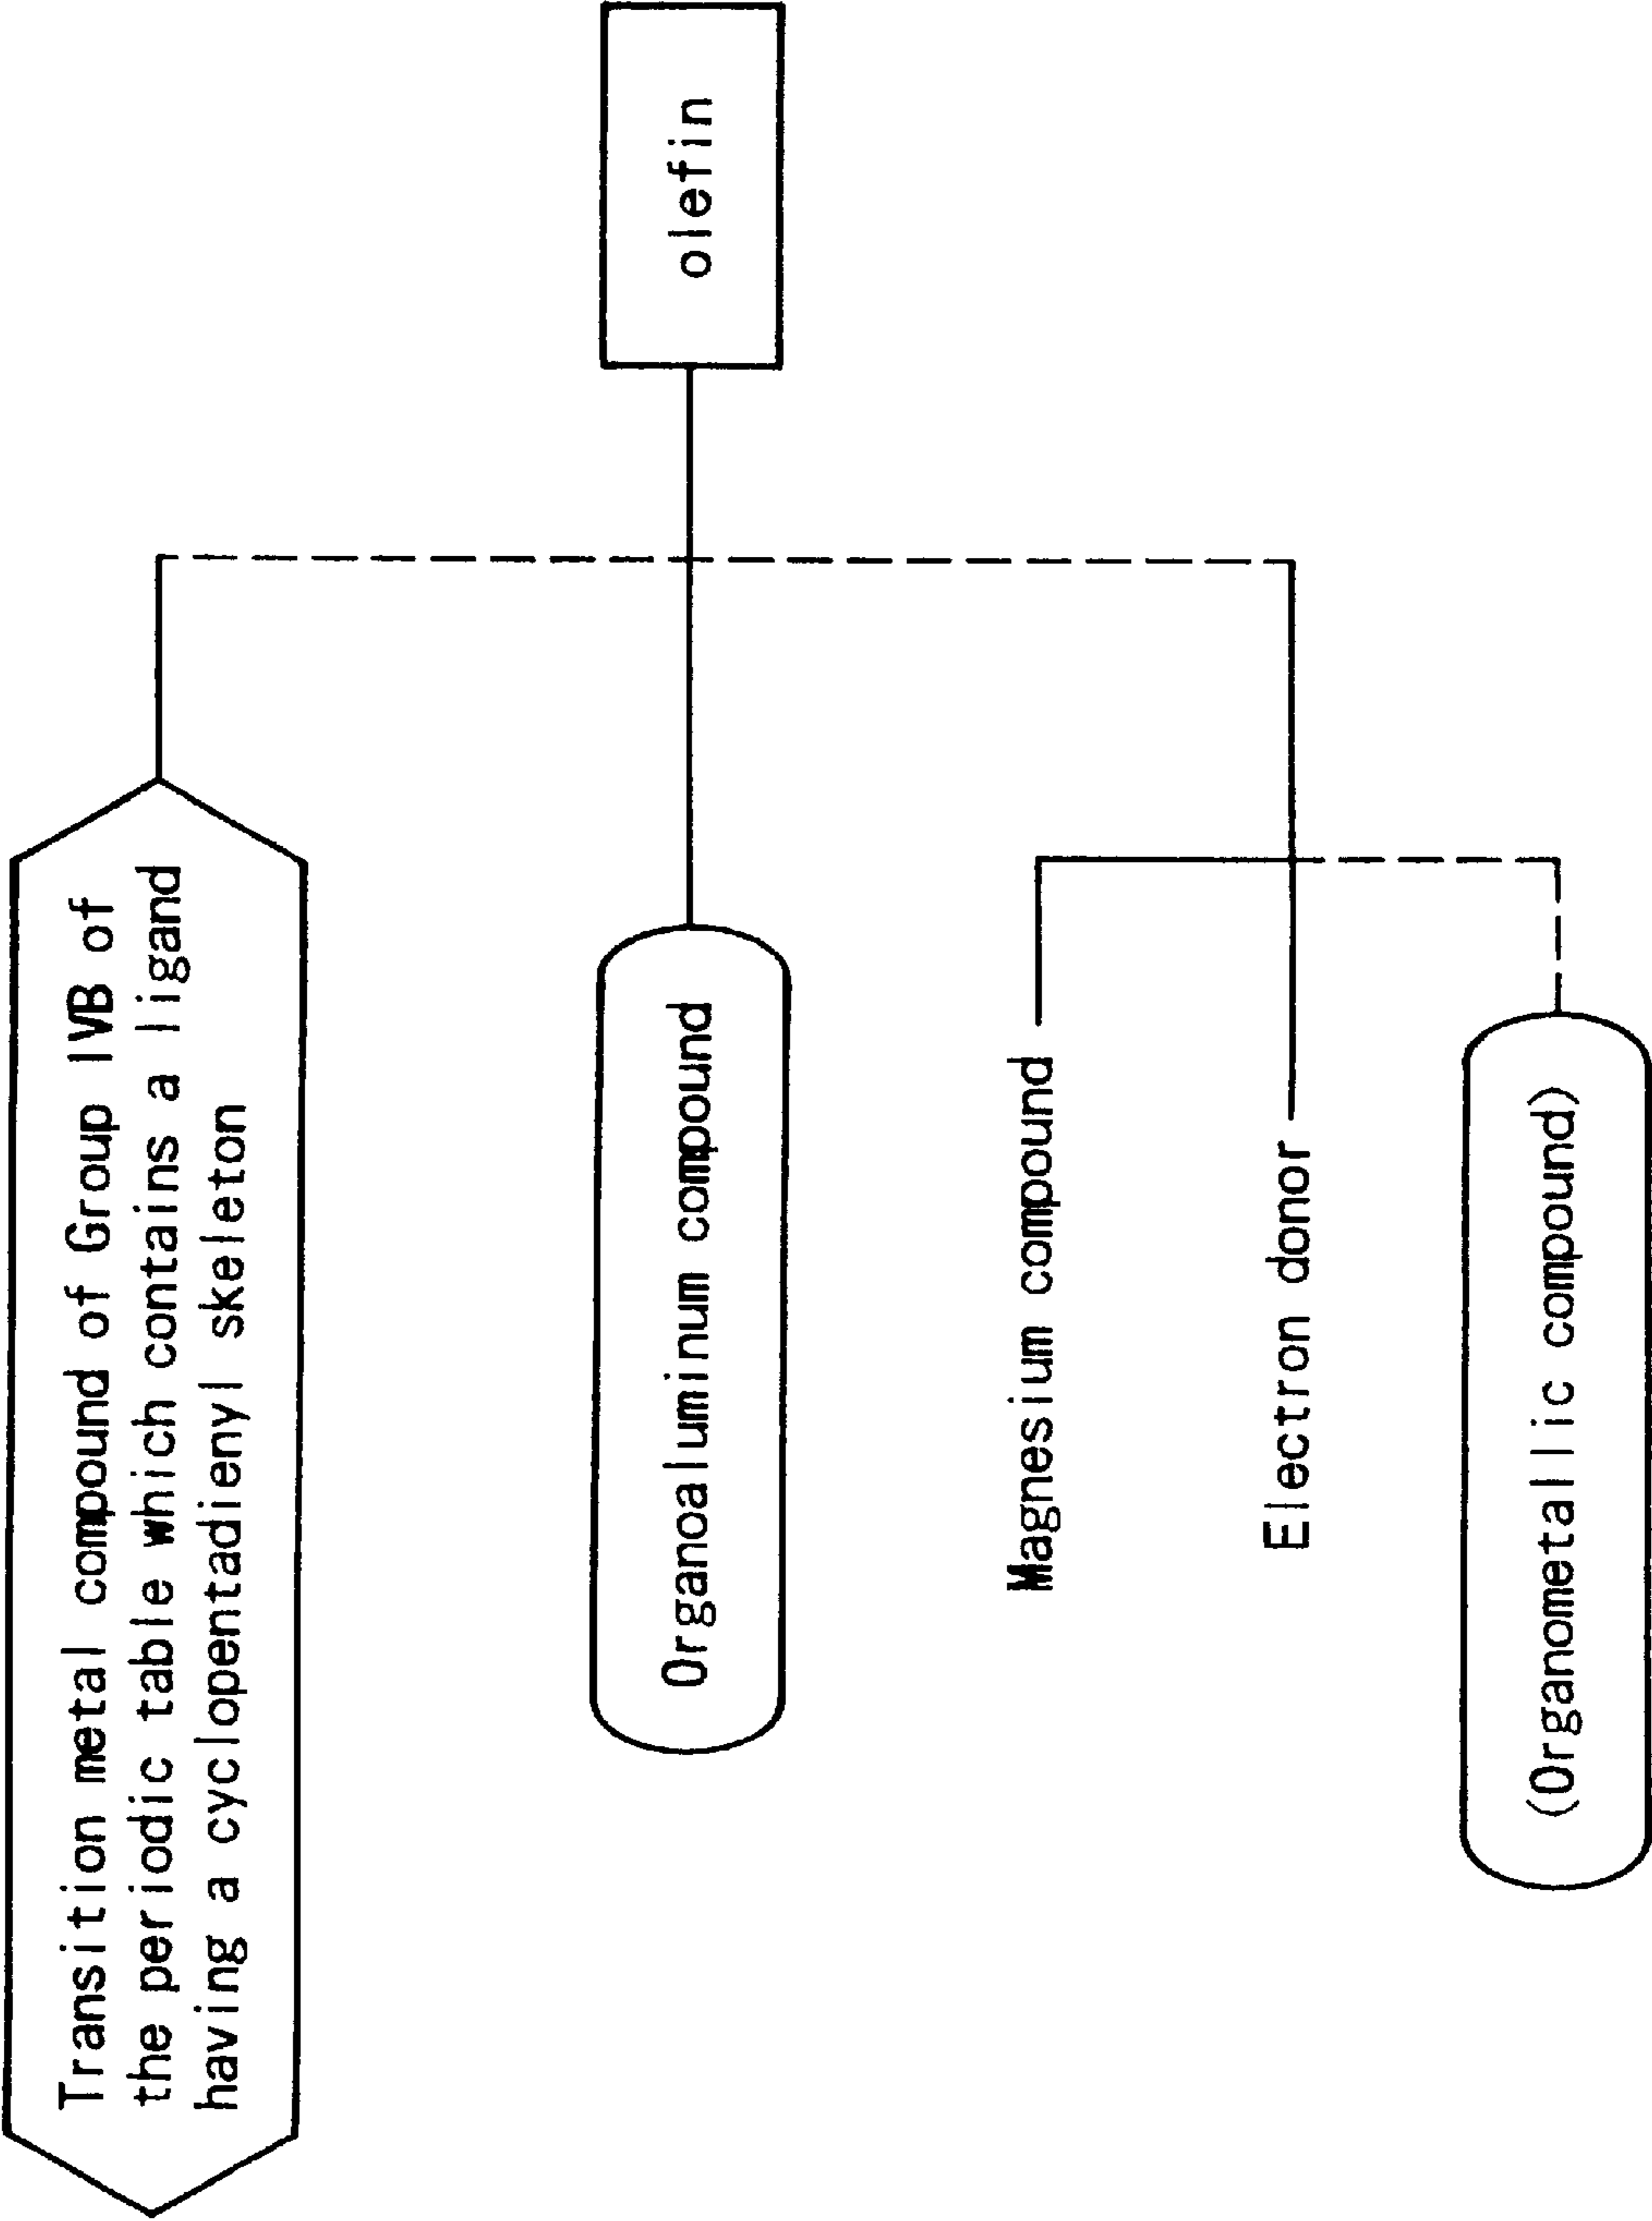 Transition metal compound of Group IVB of
the periodic table which contains a ligand
having a cyclopentadienyl skeleton
Organoaluminum compound
olefin
Magnesium compound
Electron donor
(Organometallic compound)